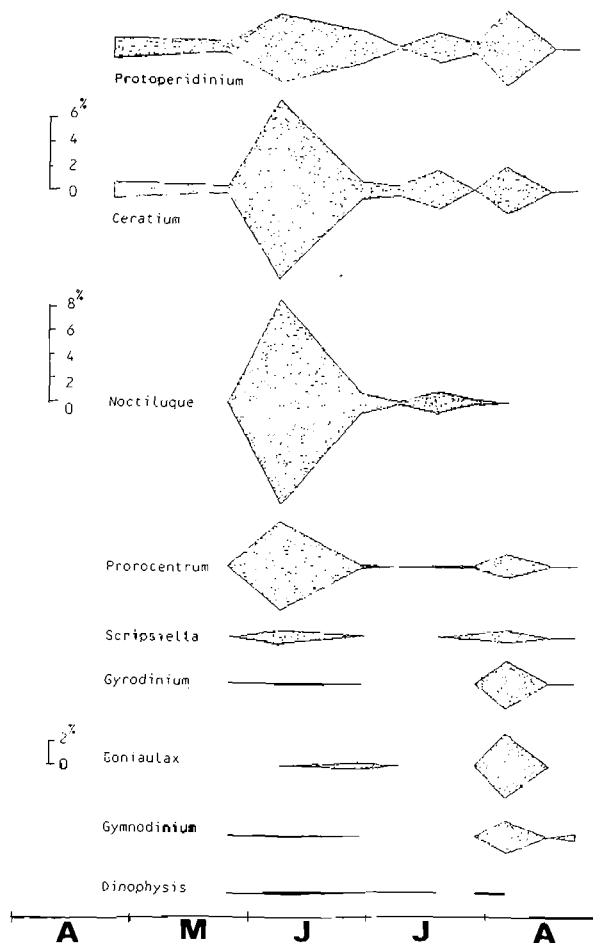 Protoperidinium
6%
4
2
0
Ceratium
8%
6
4
2
0
Noctiluque
Prorocentrum
Scripsiella
Gyrodinium
2%
0
Goniaulax
Gymnodinium
Dinophysis
A M J J A